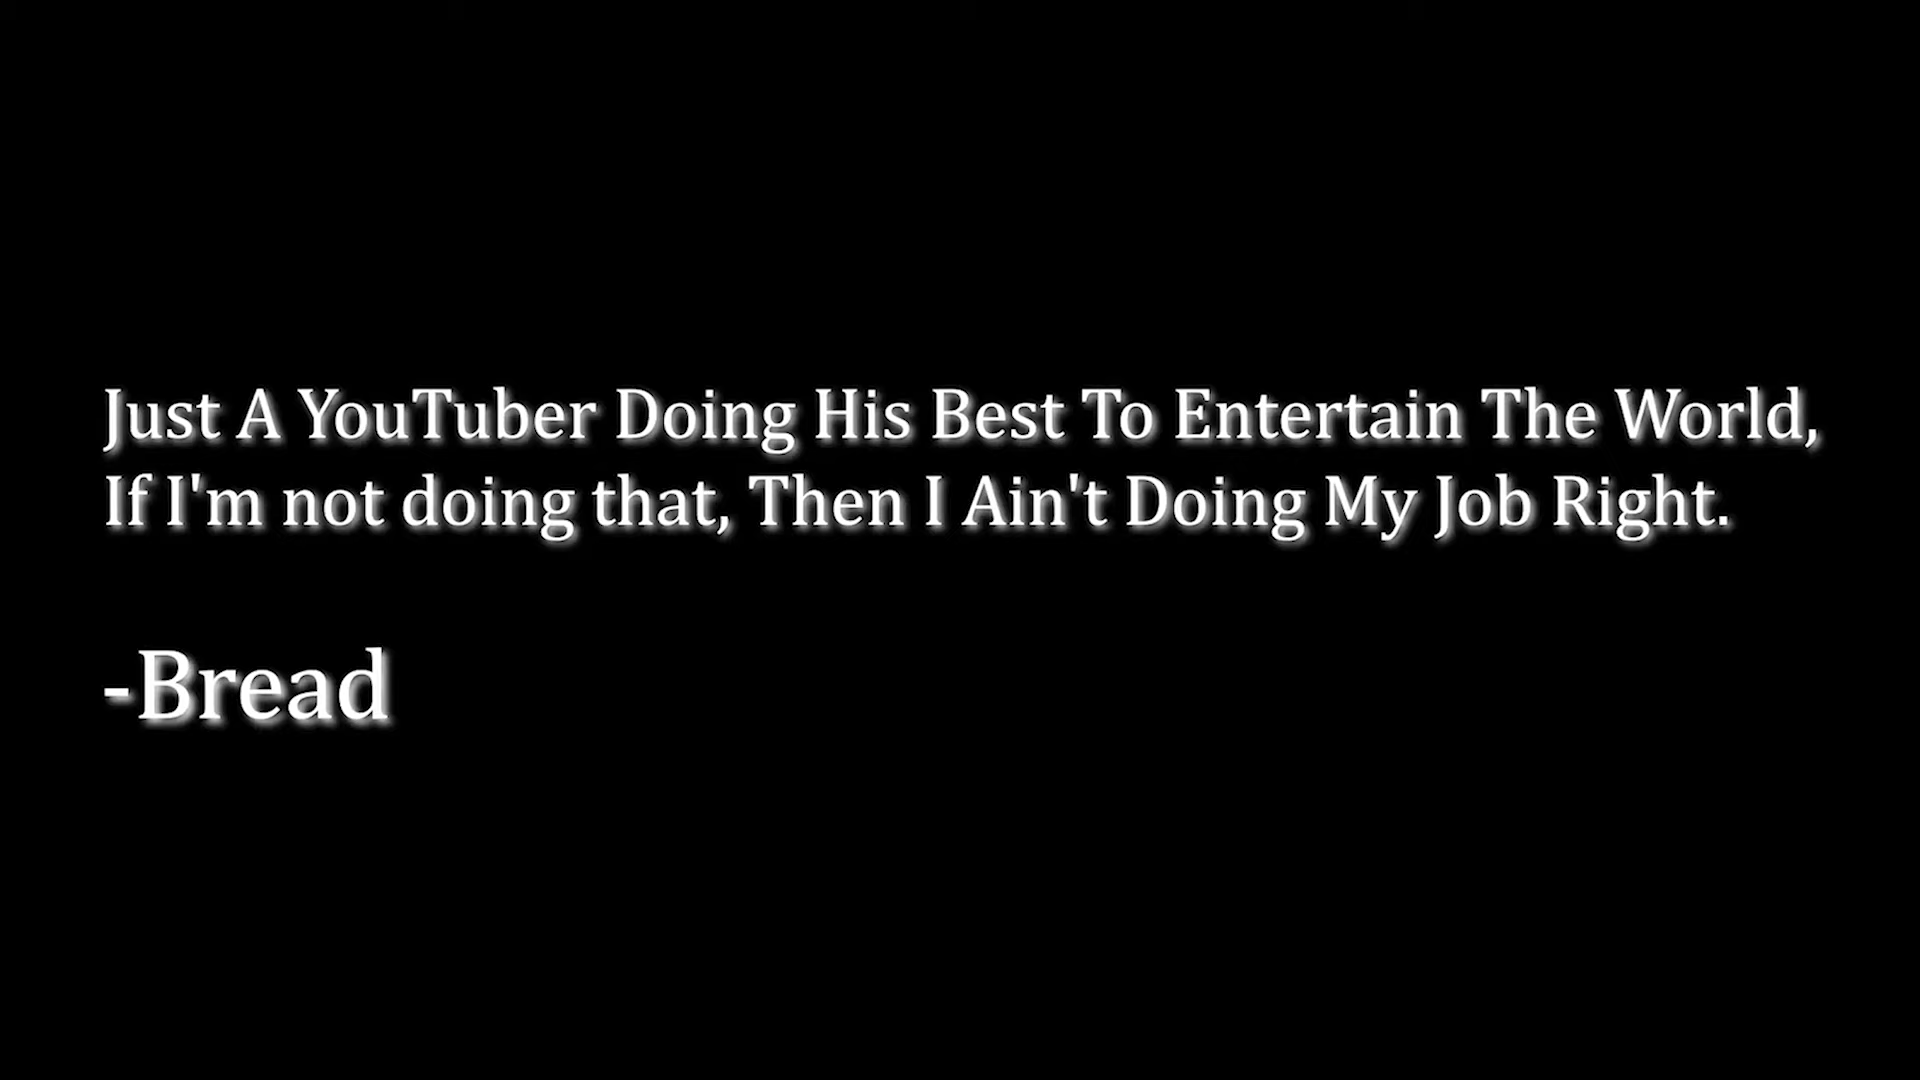 Just A YouTuber Doing His Best To Entertain The World,
If I'm not doing that, Then I Ain't Doing My Job Right.
-Bread